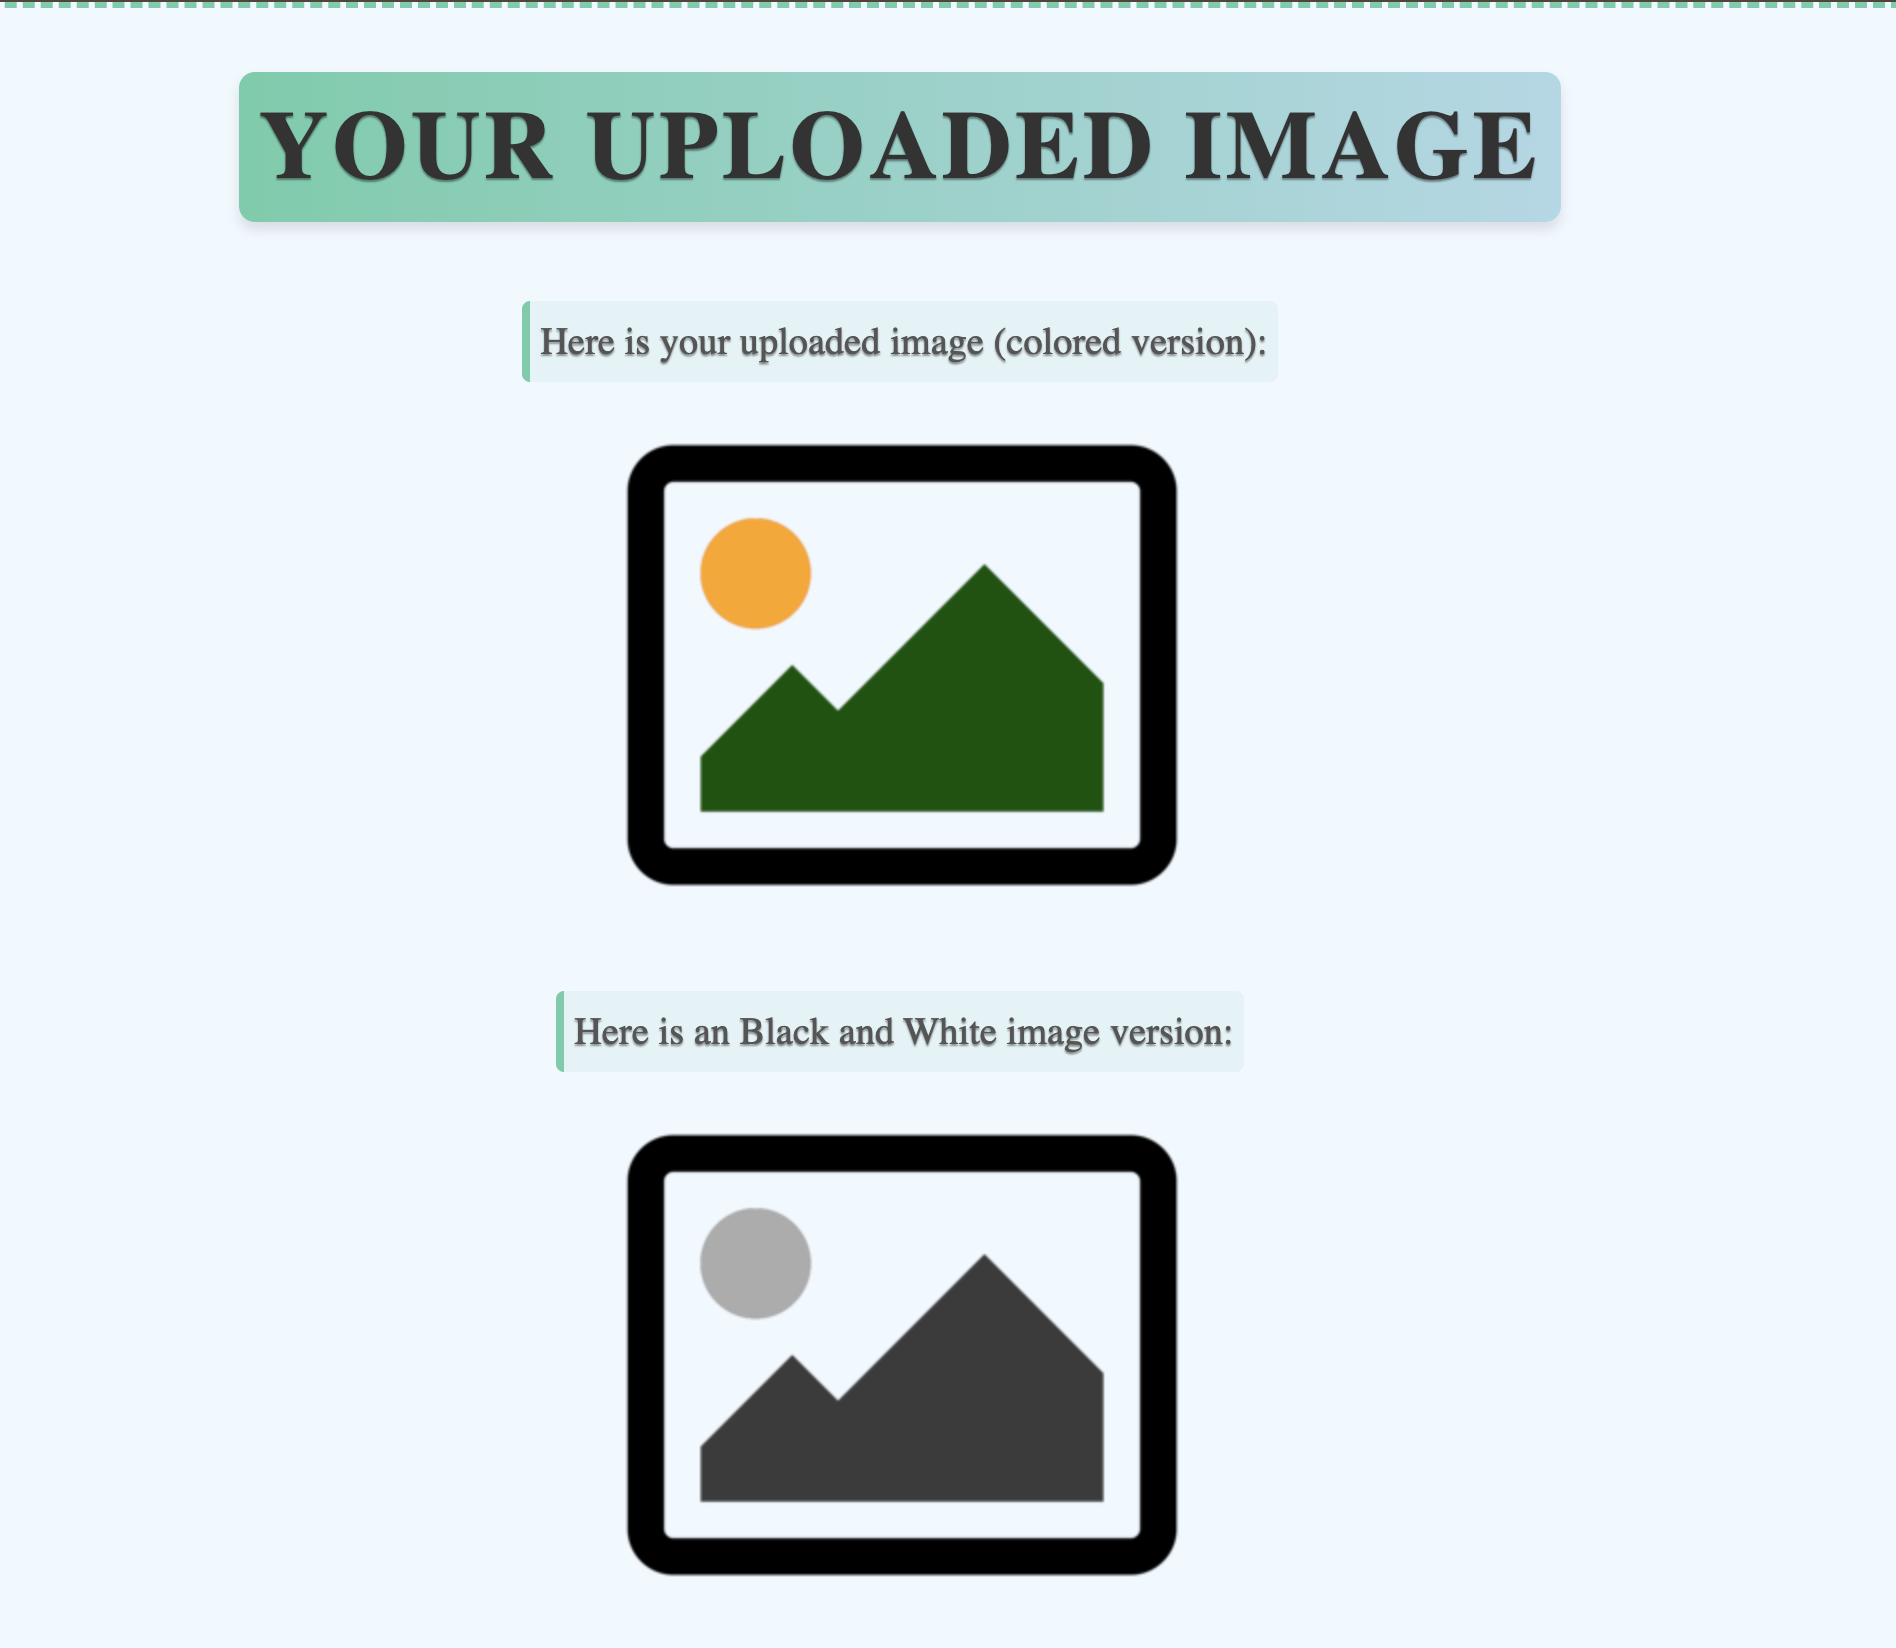 YOUR UPLOADED IMAGE
Here is your uploaded image (colored version):
Here is an Black and White image version: